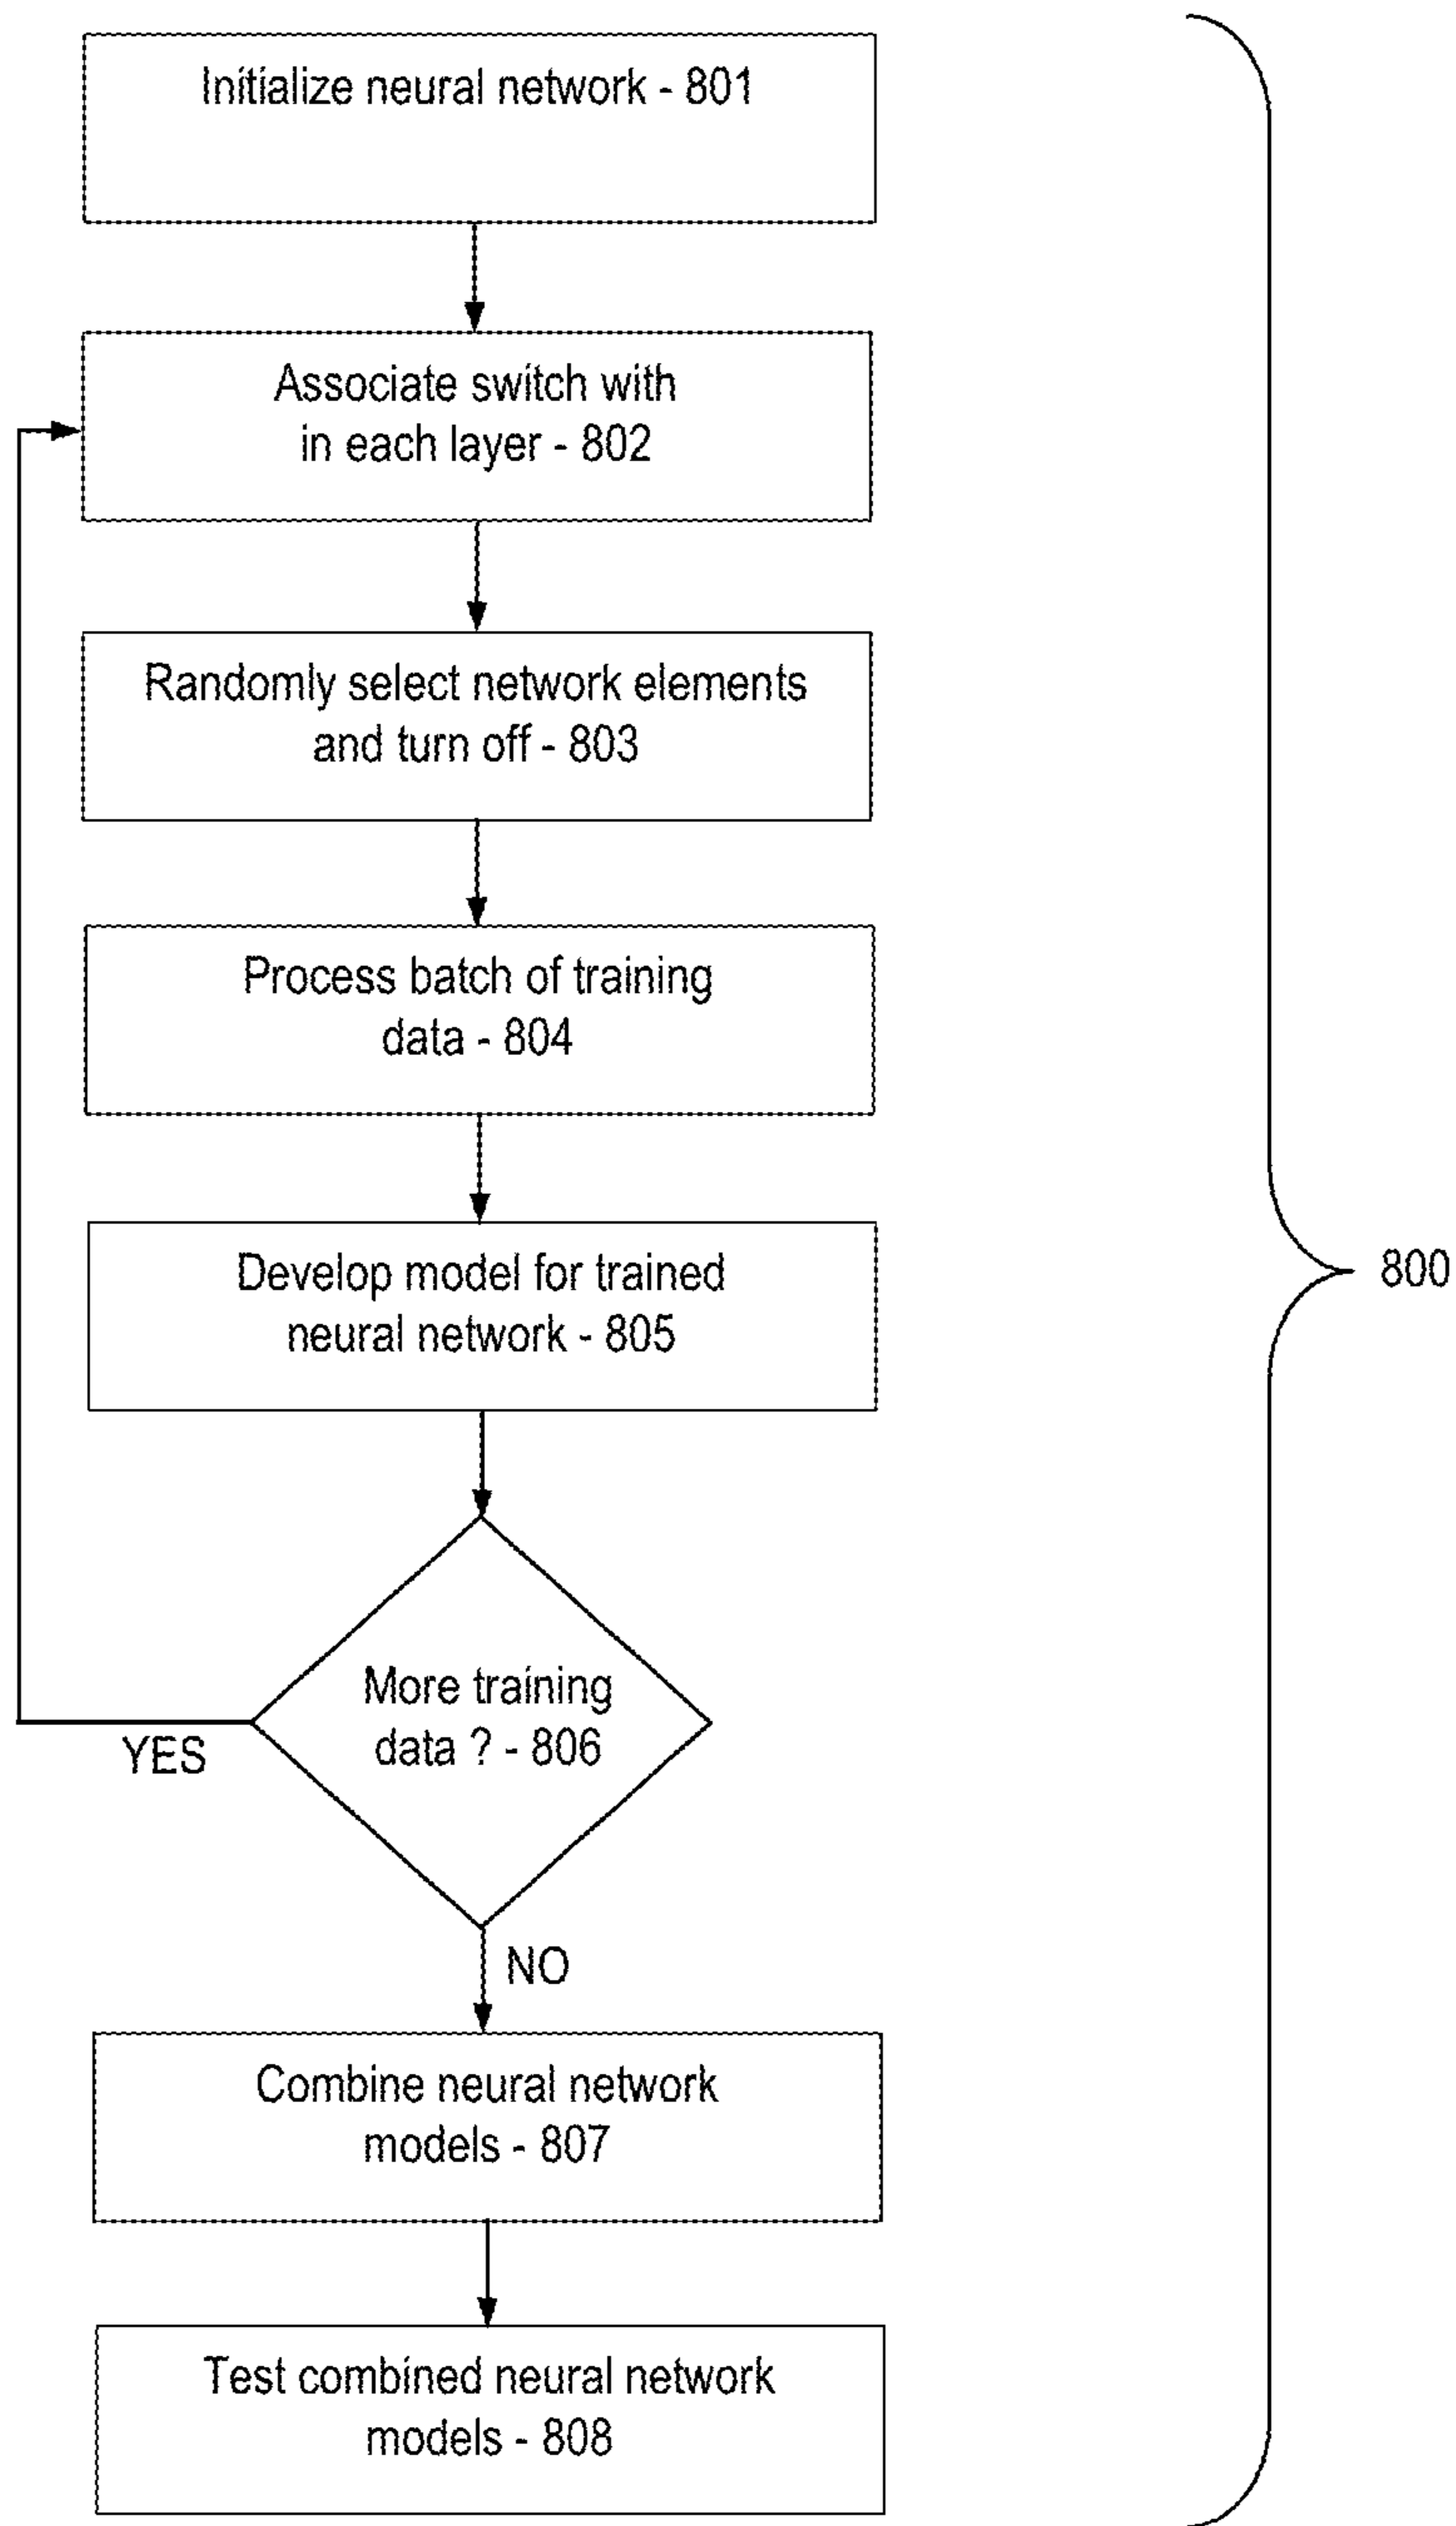 Initialize neural network - 801
Associate switch with
in each layer - 802
Randomly select network elements
and turn off - 803
Process batch of training
data - 804
Develop model for trained
neural network - 805
800
More training
data ? - 806
YES
NO
Combine neural network
models - 807
Test combined neural network
models - 808